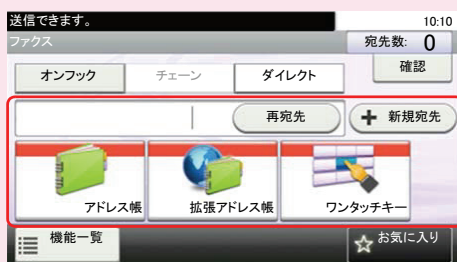 送信できます。 10:10
ファクス 宛先数: 0
オンフック チェーン ダイレクト 確認
再宛先 新規宛先
アドレス帳 拡張アドレス帳 ワンタッチキー
機能一覧 お気に入り